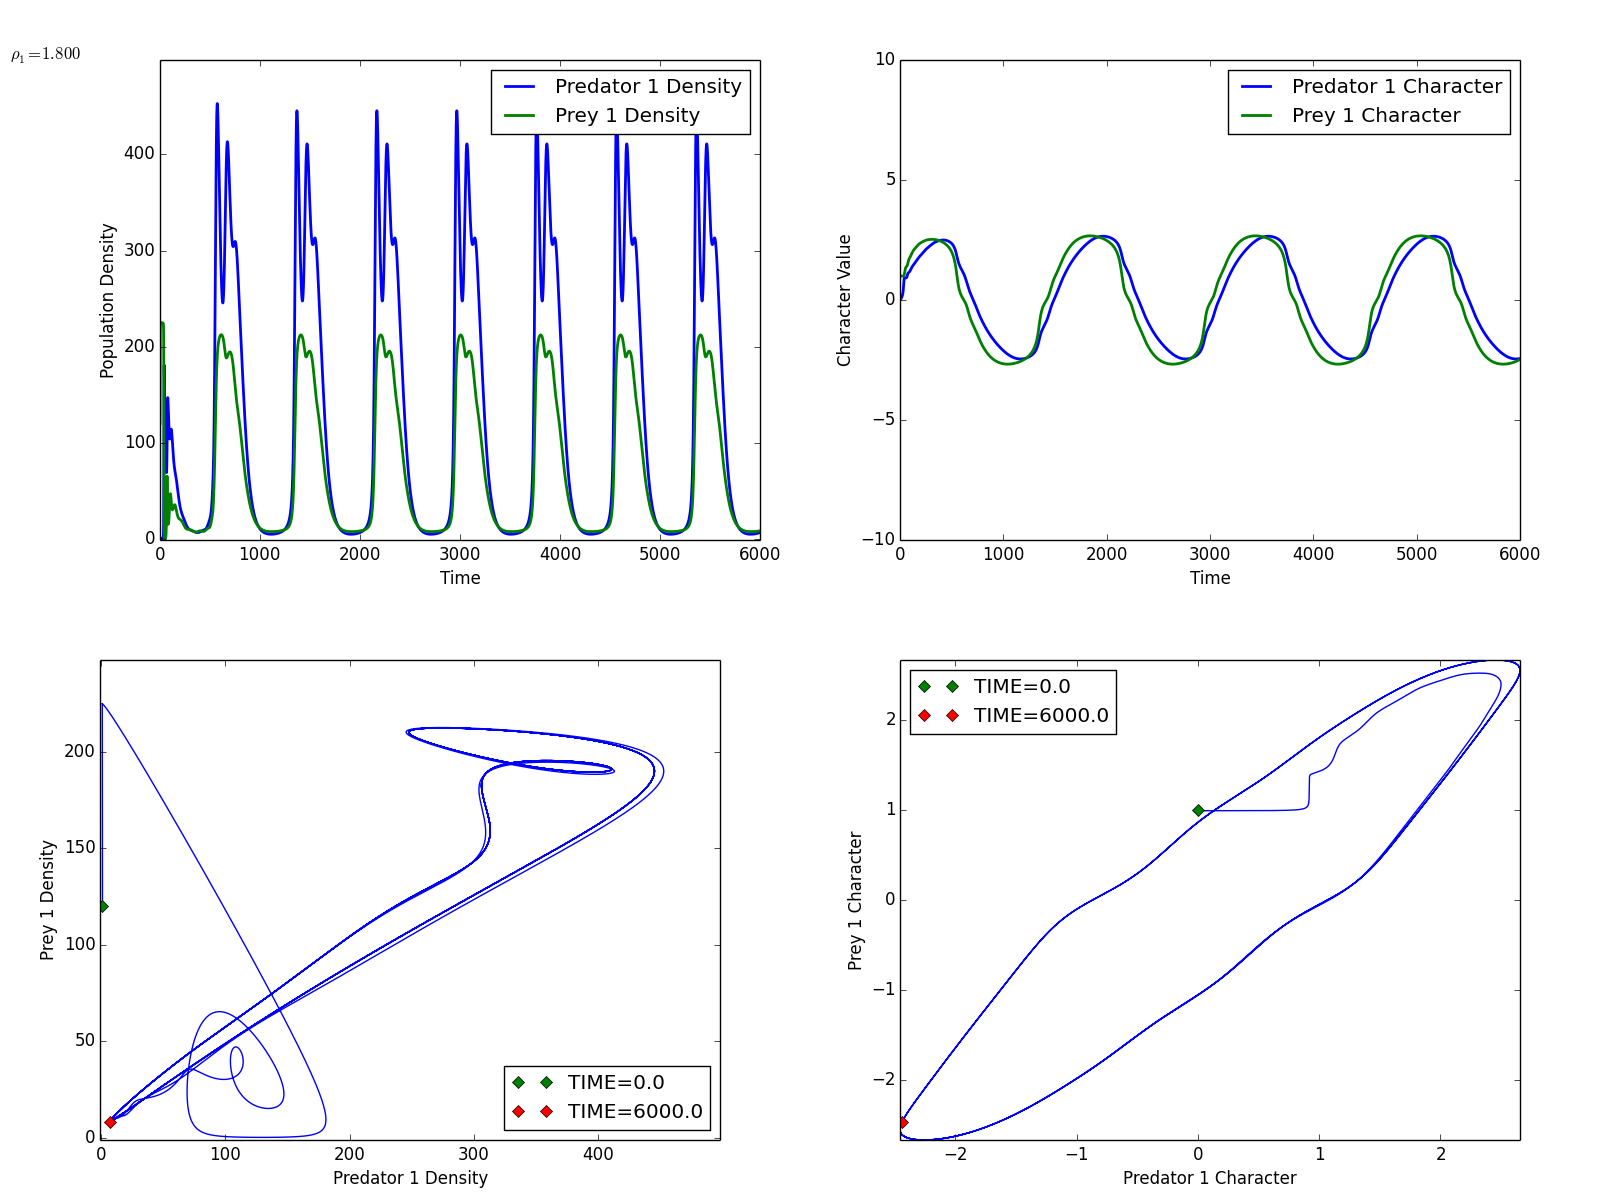 ρ₁=1.800
Predator 1 Density
Prey 1 Density
400
300
200
100
0
Population Density
0 1000 2000 3000 4000 5000 6000
Time
Predator 1 Character
Prey 1 Character
10
5
0
−5
−10
Character Value
0 1000 2000 3000 4000 5000 6000
Time
200
150
100
50
0
Prey 1 Density
TIME=0.0
TIME=6000.0
0 100 200 300 400
Predator 1 Density
TIME=0.0
TIME=6000.0
2
1
0
−1
−2
Prey 1 Character
−2 −1 0 1 2
Predator 1 Character